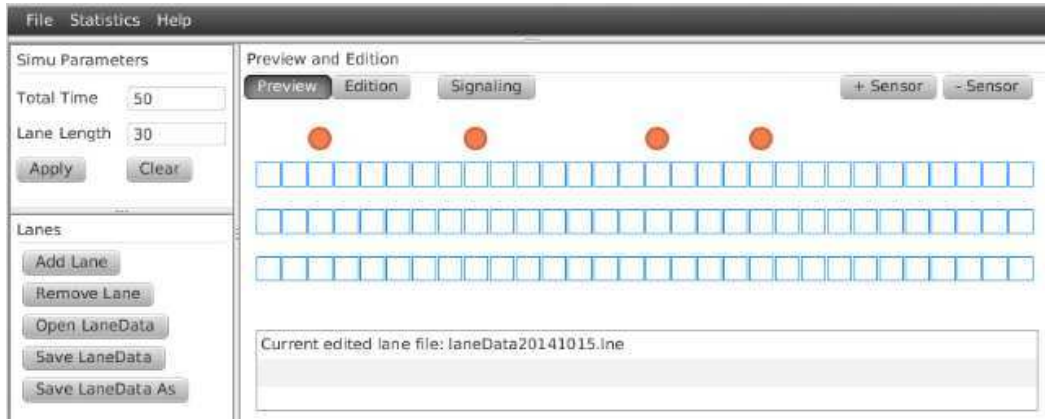 File Statistics Help
Simu Parameters
Total Time 50
Lane Length 30
Apply Clear
Lanes
Add Lane
Remove Lane
Open LaneData
Save LaneData
Save LaneData As
Preview and Edition
Preview Edition Signaling + Sensor - Sensor
Current edited lane file: laneData20141015.lne